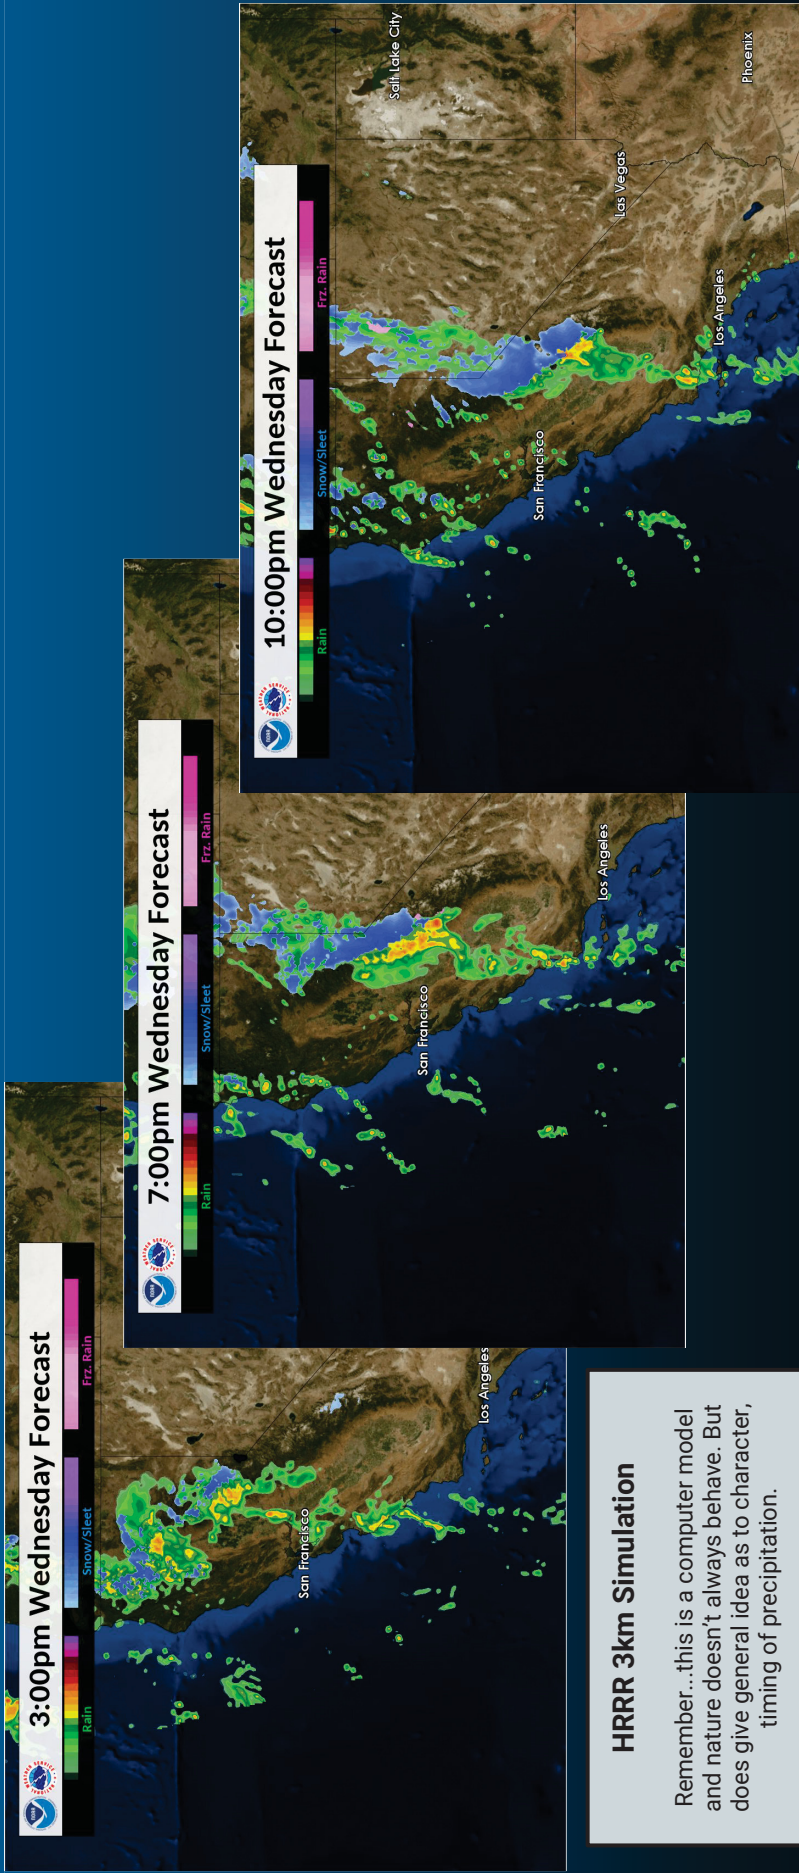 3:00pm Wednesday Forecast
Rain
Snow/Sleet
Frz. Rain
San Francisco
Los Angeles
7:00pm Wednesday Forecast
Rain
Snow/Sleet
Frz. Rain
San Francisco
Los Angeles
10:00pm Wednesday Forecast
Rain
Snow/Sleet
Frz. Rain
Salt Lake City
San Francisco
Las Vegas
Los Angeles
Phoenix
HRRR 3km Simulation
Remember...this is a computer model
and nature doesn't always behave. But
does give general idea as to character,
timing of precipitation.